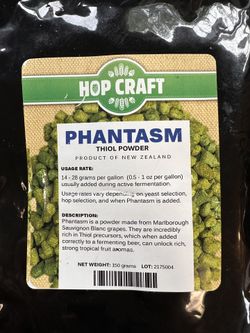 HOP CRAFT
PHANTASM
THIOL POWDER
PRODUCT OF NEW ZEALAND
USAGE RATE:
14 - 28 grams per gallon (0.5 - 1 oz per gallon)
usually added during active fermentation.
Usage rates vary depending on yeast selection,
hop selection, and when Phantasm is added.
DESCRIPTION:
Phantasm is a powder made from Marlborough
Sauvignon Blanc grapes. They are incredibly
rich in Thiol precursors, which when added
correctly to a fermenting beer, can unlock rich,
strong tropical fruit aromas.
NET WEIGHT: 350 grams LOT: 2175004